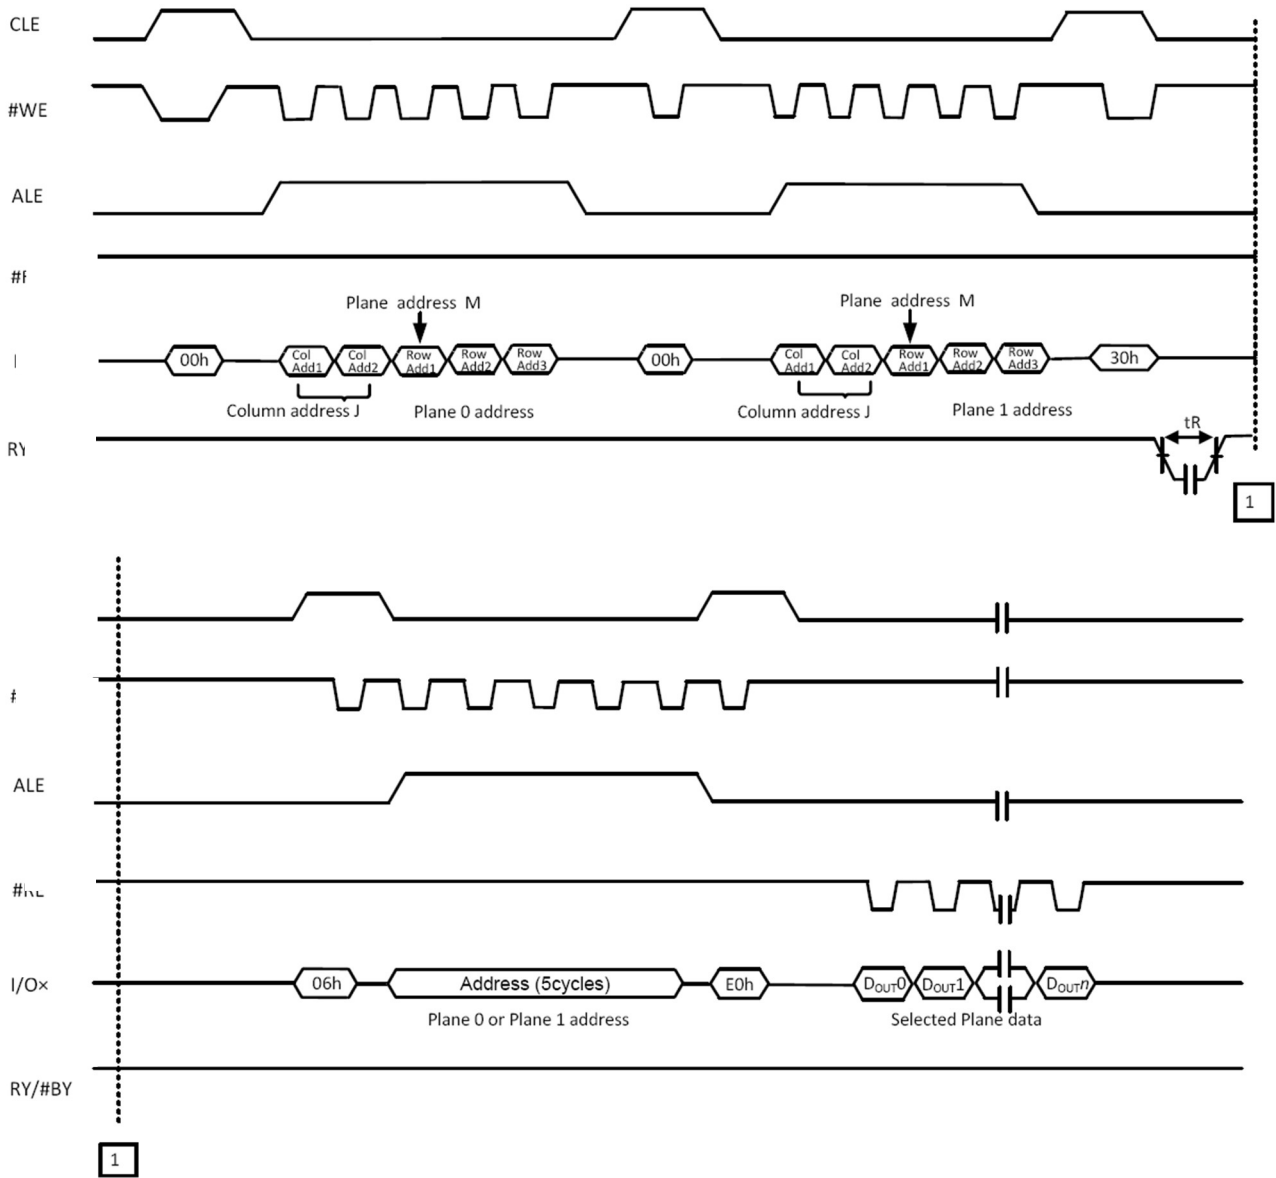 CLE
#WE
ALE
Plane address M Plane address M
00h Col Add1 Col Add2 Row Add1 Row Add2 Row Add3 00h Col Add1 Col Add2 Row Add1 Row Add2 Row Add3 30h
Column address J Plane 0 address Column address J Plane 1 address
tR
1
ALE
I/O× 06h Address (5cycles) E0h DOUT0 DOUT1 DOUTn
Plane 0 or Plane 1 address Selected Plane data
RY/#BY
1